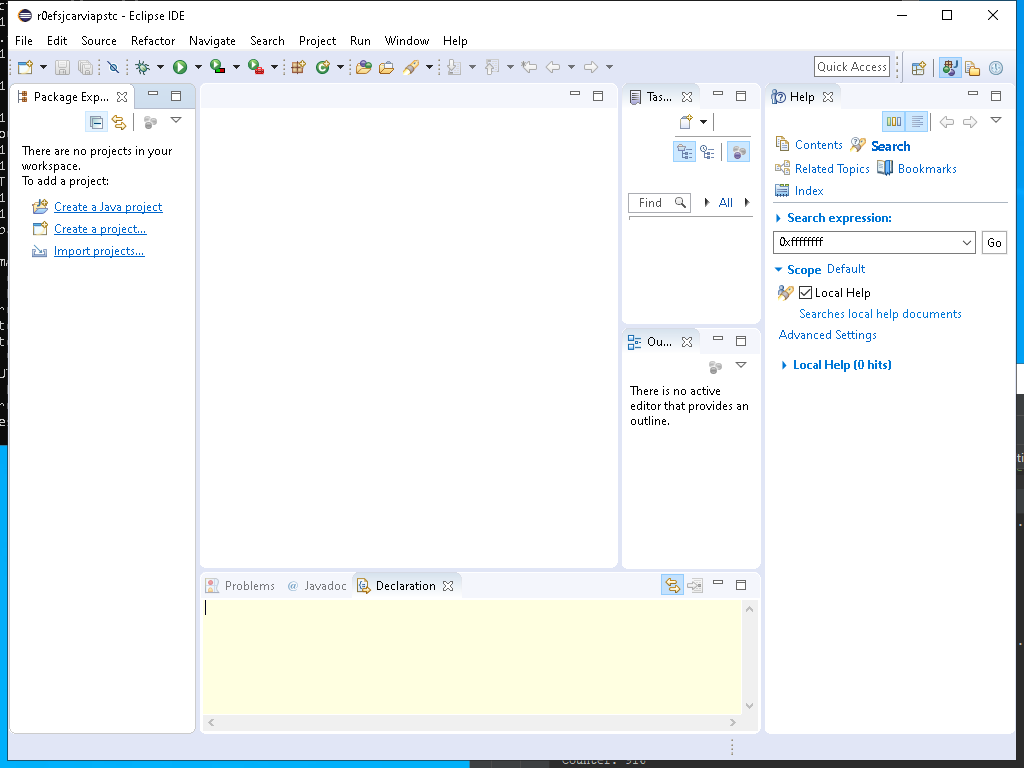 r0efsjcarviapstc - Eclipse IDE
File Edit Source Refactor Navigate Search Project Run Window Help
Quick Access
Package Exp...
There are no projects in your
workspace.
To add a project:
Create a Java project
Create a project...
Import projects...
Tas...
Find
All
Ou...
There is no active
editor that provides an
outline.
Problems @ Javadoc Declaration
Help
Contents Search
Related Topics Bookmarks
Index
Search expression:
0xffffffff
Go
Scope Default
Local Help
Searches local help documents
Advanced Settings
Local Help (0 hits)